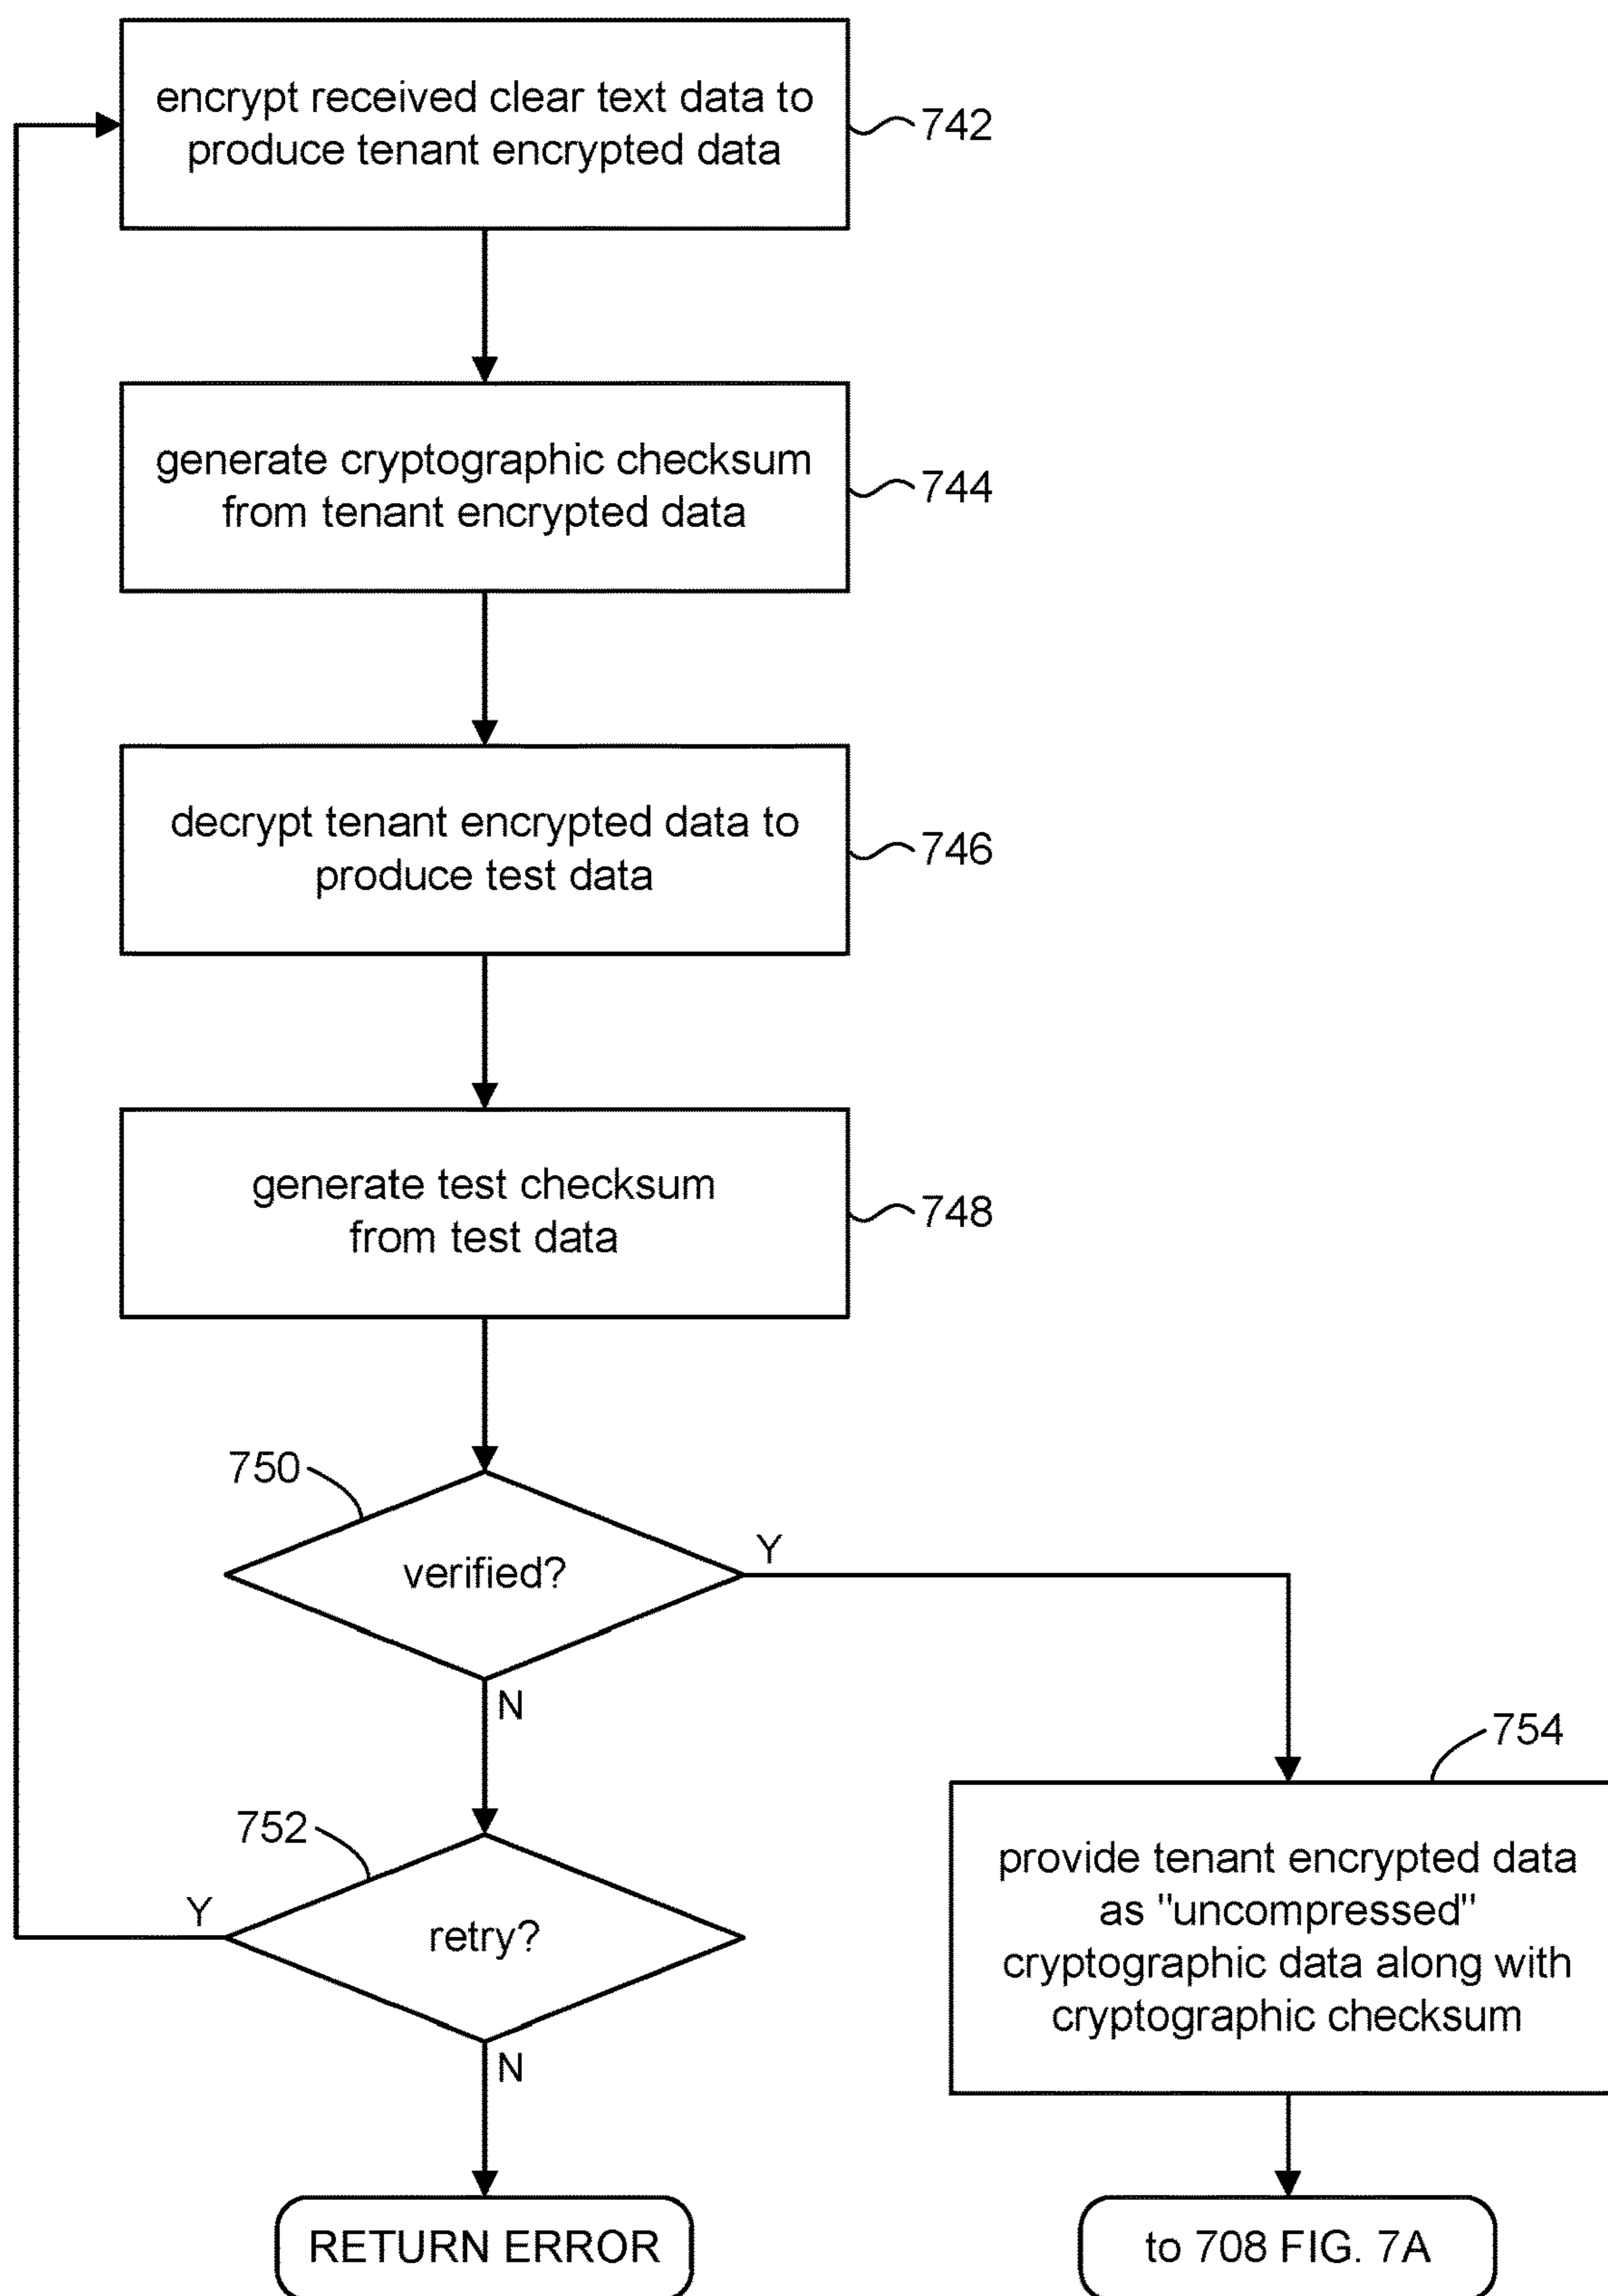 encrypt received clear text data to
produce tenant encrypted data
742
generate cryptographic checksum
from tenant encrypted data
744
decrypt tenant encrypted data to
produce test data
746
generate test checksum
from test data
748
750
verified?
Y
N
754
752
provide tenant encrypted data
as "uncompressed"
cryptographic data along with
cryptographic checksum
Y
retry?
N
RETURN ERROR
to 708 FIG. 7A